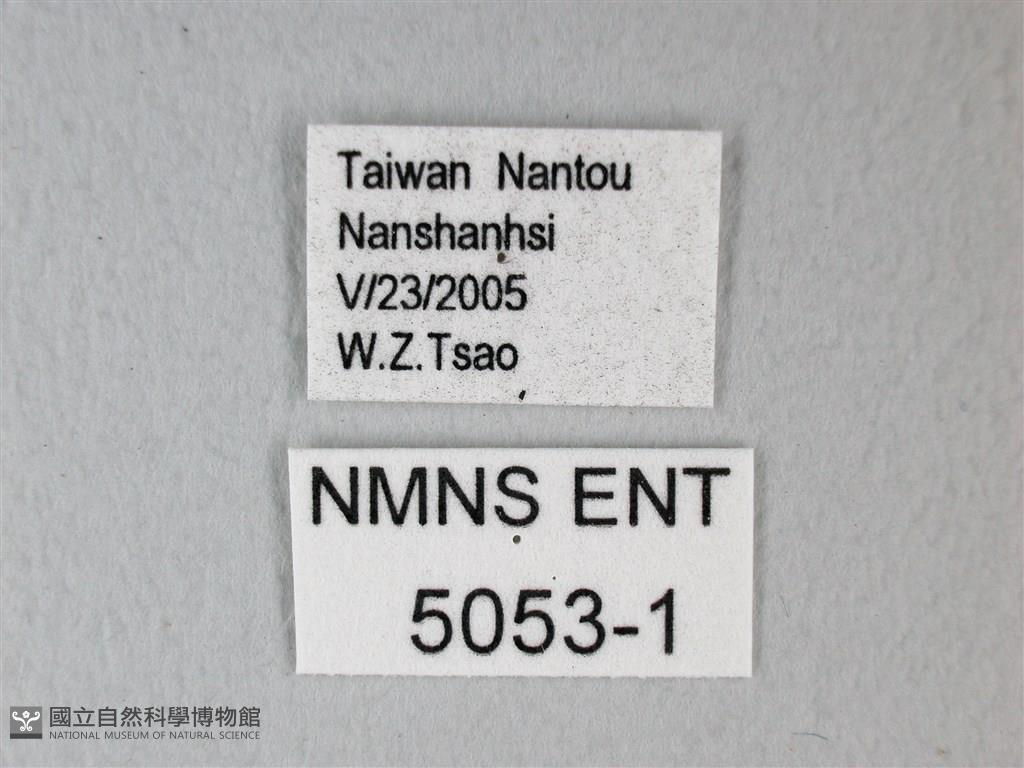 Taiwan Nantou
Nanshanhsi
V/23/2005
W.Z.Tsao
NMNS ENT
5053-1
國立自然科學博物館
NATIONAL MUSEUM OF NATURAL SCIENCE